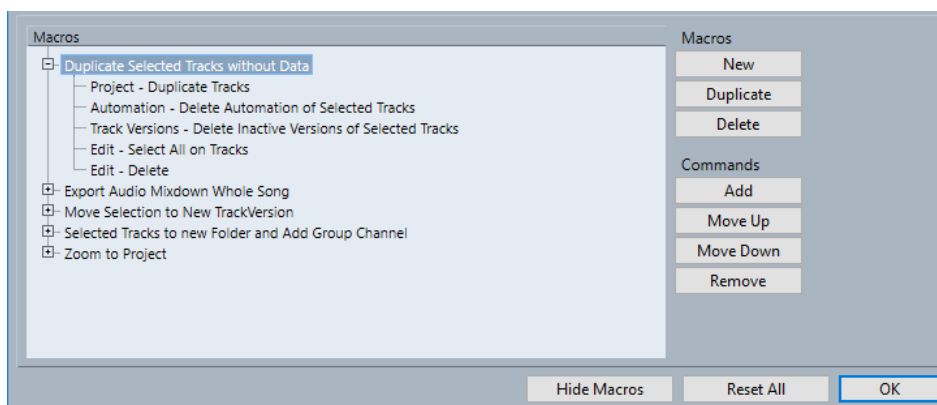 Macros
Duplicate Selected Tracks without Data
Project - Duplicate Tracks
Automation - Delete Automation of Selected Tracks
Track Versions - Delete Inactive Versions of Selected Tracks
Edit - Select All on Tracks
Edit - Delete
Export Audio Mixdown Whole Song
Move Selection to New TrackVersion
Selected Tracks to new Folder and Add Group Channel
Zoom to Project
Macros
New
Duplicate
Delete
Commands
Add
Move Up
Move Down
Remove
Hide Macros
Reset All
OK